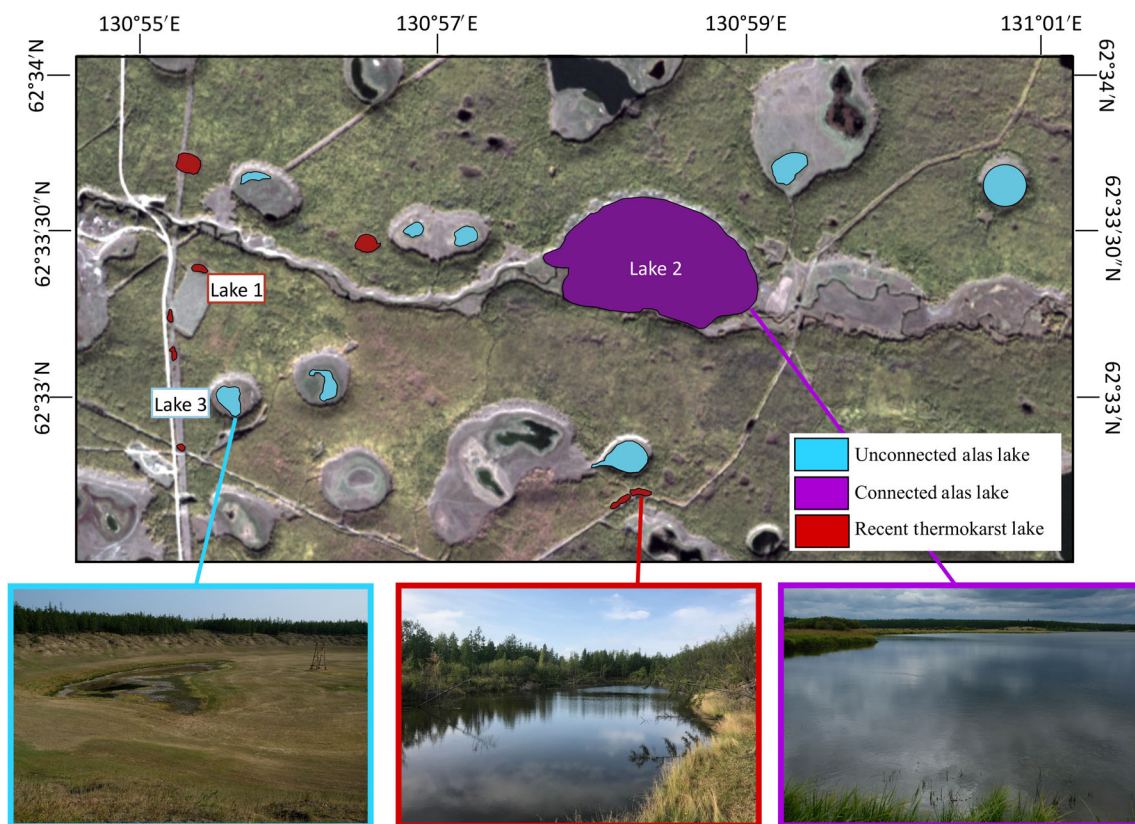 130°55′E
130°57′E
130°59′E
131°01′E
62°34′N
62°34′N
62°33′30″N
62°33′30″N
62°33′N
62°33′N
Lake 2
Lake 1
Lake 3
Unconnected alas lake
Connected alas lake
Recent thermokarst lake